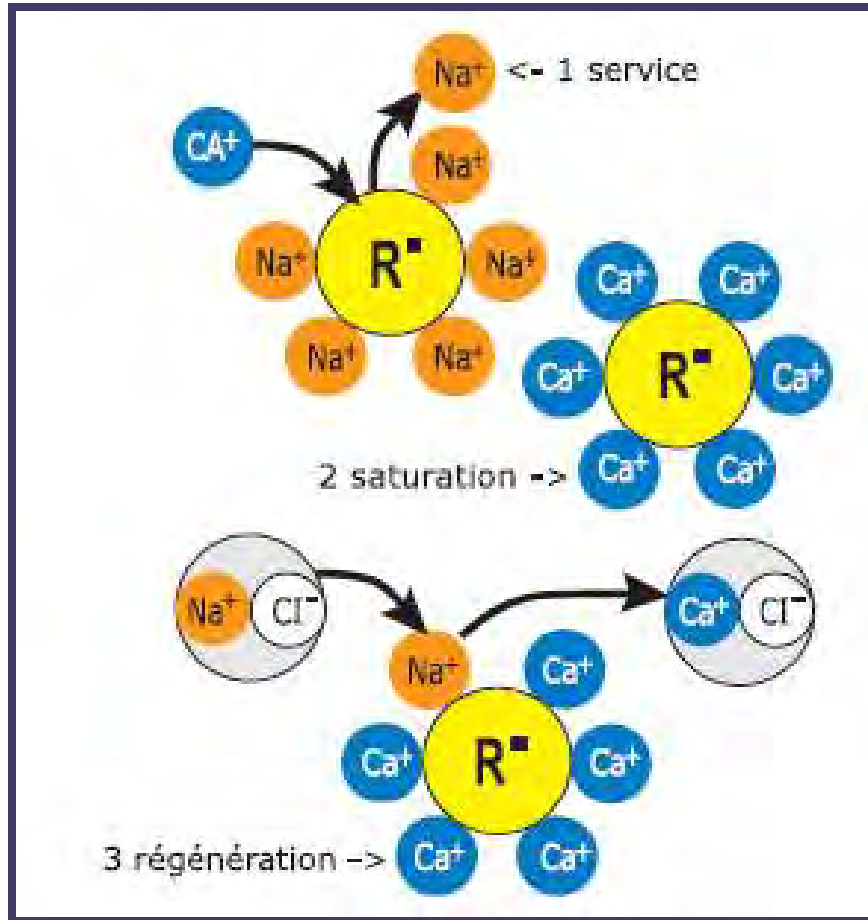 Na⁺ <- 1 service
CA⁺
Na⁺
Na⁺ R⁻ Na⁺
Na⁺ Na⁺
Ca⁺ Ca⁺
Ca⁺ R⁻ Ca⁺
2 saturation -> Ca⁺ Ca⁺
Na⁺ Cl⁻
Ca⁺ Cl⁻
Na⁺ Ca⁺
Ca⁺ R⁻ Ca⁺
3 régénération -> Ca⁺ Ca⁺